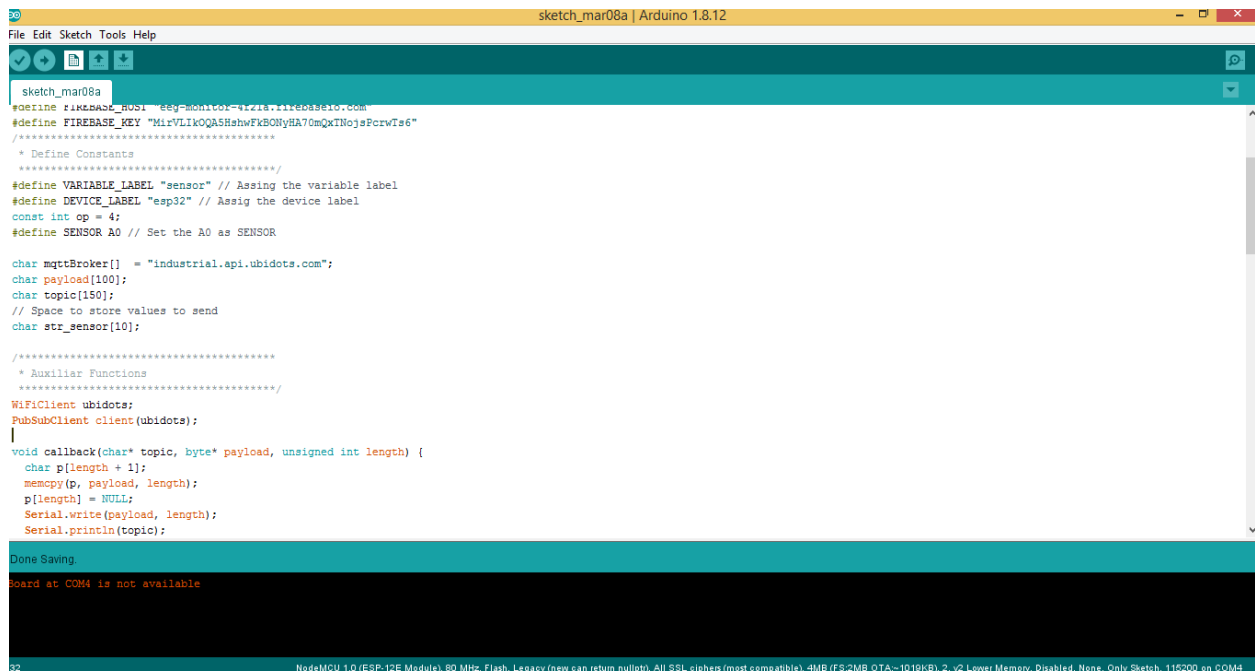 sketch_mar08a | Arduino 1.8.12
File Edit Sketch Tools Help
sketch_mar08a
#define FIREBASE_HOST "eeg-monitor-4f21a.firebaseio.com"
#define FIREBASE_KEY "MirVLIkOQA5HshwFkBONyHA70mQxTNojsPcrwTs6"
/****************************************
* Define Constants
****************************************/
#define VARIABLE_LABEL "sensor" // Assing the variable label
#define DEVICE_LABEL "esp32" // Assig the device label
const int op = 4;
#define SENSOR A0 // Set the A0 as SENSOR
char mqttBroker[]  = "industrial.api.ubidots.com";
char payload[100];
char topic[150];
// Space to store values to send
char str_sensor[10];
/****************************************
* Auxiliar Functions
****************************************/
WiFiClient ubidots;
PubSubClient client(ubidots);
void callback(char* topic, byte* payload, unsigned int length) {
char p[length + 1];
memcpy(p, payload, length);
p[length] = NULL;
Serial.write(payload, length);
Serial.println(topic);
Done Saving.
Board at COM4 is not available
32 NodeMCU 1.0 (ESP-12E Module), 80 MHz, Flash, Legacy (new can return nullptr), All SSL ciphers (most compatible), 4MB (FS:2MB OTA:~1019KB), 2, v2 Lower Memory, Disabled, None, Only Sketch, 115200 on COM4